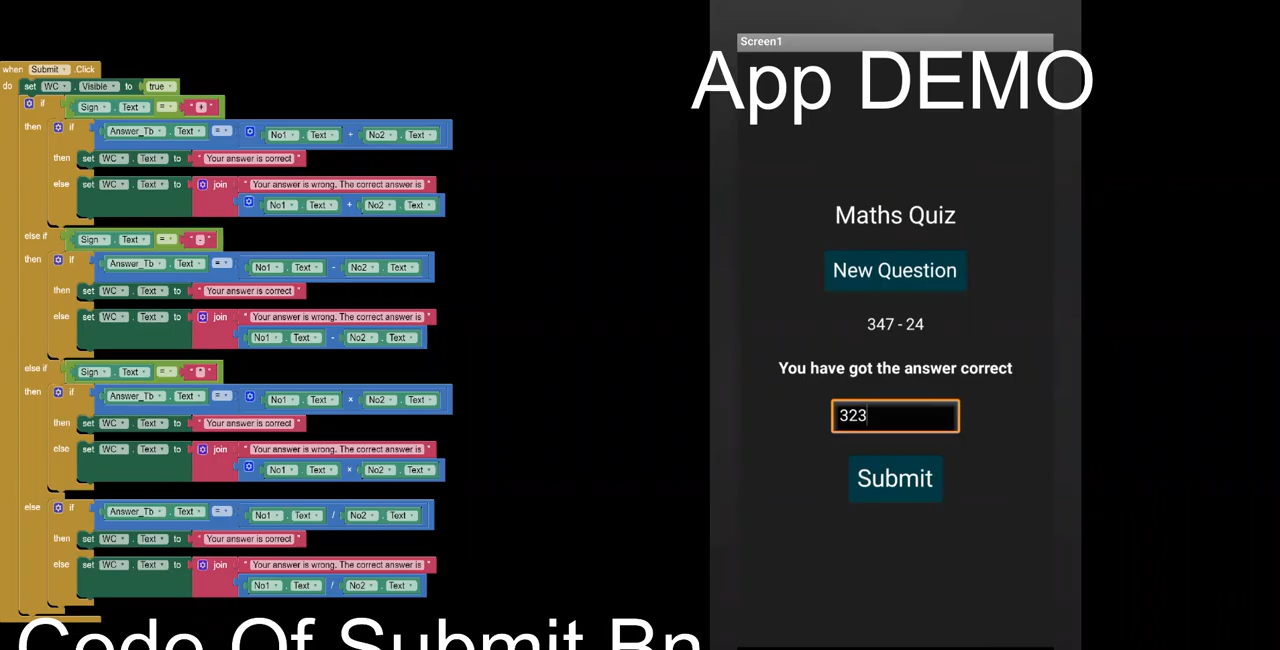 when Submit .Click
do set WC . Visible to true
if Sign . Text = " + "
then if Answer_Tb . Text = No1 . Text + No2 . Text
then set WC . Text to " Your answer is correct "
else set WC . Text to join " Your answer is wrong. The correct answer is "
No1 . Text + No2 . Text
else if Sign . Text = " - "
then if Answer_Tb . Text = No1 . Text - No2 . Text
then set WC . Text to " Your answer is correct "
else set WC . Text to join " Your answer is wrong. The correct answer is "
No1 . Text - No2 . Text
else if Sign . Text = " * "
then if Answer_Tb . Text = No1 . Text × No2 . Text
then set WC . Text to " Your answer is correct "
else set WC . Text to join " Your answer is wrong. The correct answer is "
No1 . Text × No2 . Text
else if Answer_Tb . Text = No1 . Text / No2 . Text
then set WC . Text to " Your answer is correct "
else set WC . Text to join " Your answer is wrong. The correct answer is "
No1 . Text / No2 . Text
Code Of Submit Bn
Screen1
App DEMO
Maths Quiz
New Question
347 - 24
You have got the answer correct
323
Submit